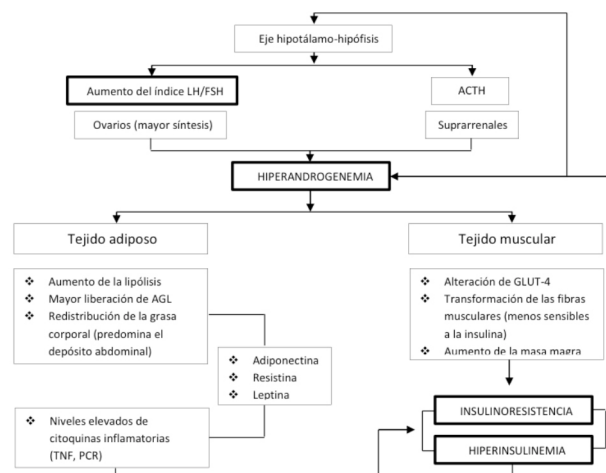 Eje hipotálamo-hipófisis
Aumento del índice LH/FSH
ACTH
Ovarios (mayor síntesis)
Suprarrenales
HIPERANDROGENEMIA
Tejido adiposo
Tejido muscular
❖ Aumento de la lipólisis
❖ Mayor liberación de AGL
❖ Redistribución de la grasa
corporal (predomina el
depósito abdominal)
❖ Alteración de GLUT-4
❖ Transformación de las fibras
musculares (menos sensibles
a la insulina)
❖ Aumento de la masa magra
❖ Adiponectina
❖ Resistina
❖ Leptina
❖ Niveles elevados de
citoquinas inflamatorias
(TNF, PCR)
INSULINORESISTENCIA
HIPERINSULINEMIA